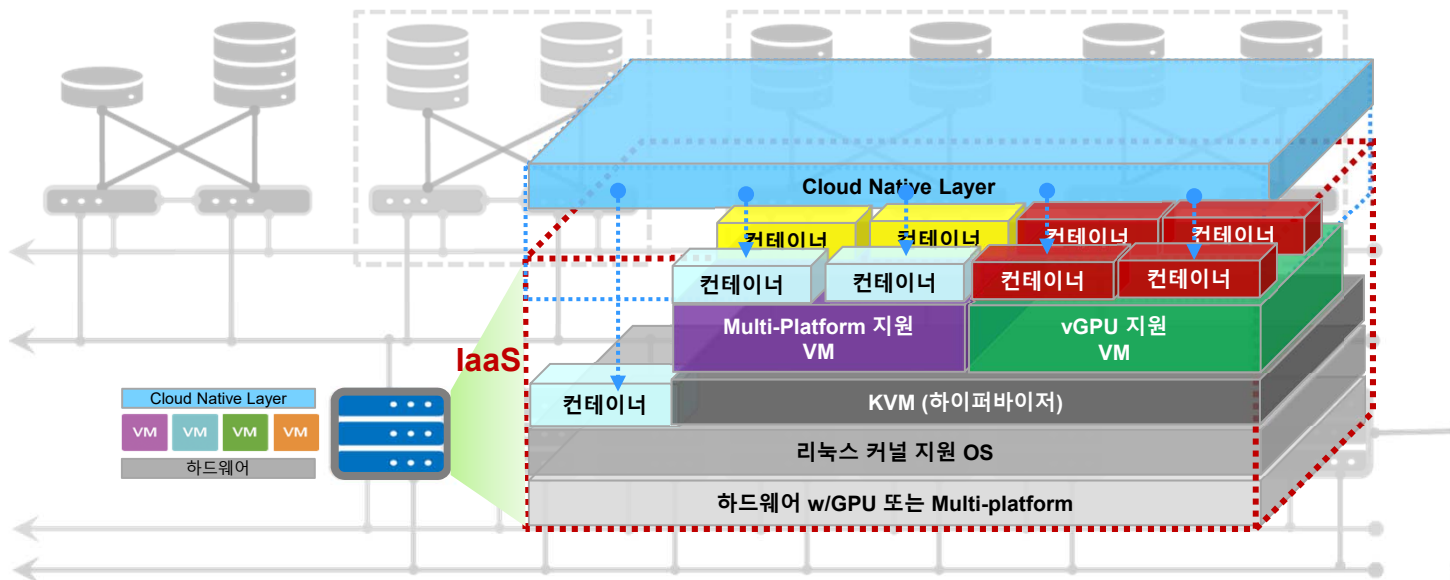 Cloud Native Layer
컨테이너
컨테이너
컨테이너
컨테이너
컨테이너
컨테이너
컨테이너
컨테이너
Multi-Platform 지원
VM
vGPU 지원
VM
IaaS
컨테이너
KVM (하이퍼바이저)
리눅스 커널 지원 OS
하드웨어 w/GPU 또는 Multi-platform
Cloud Native Layer
VM
VM
VM
VM
하드웨어